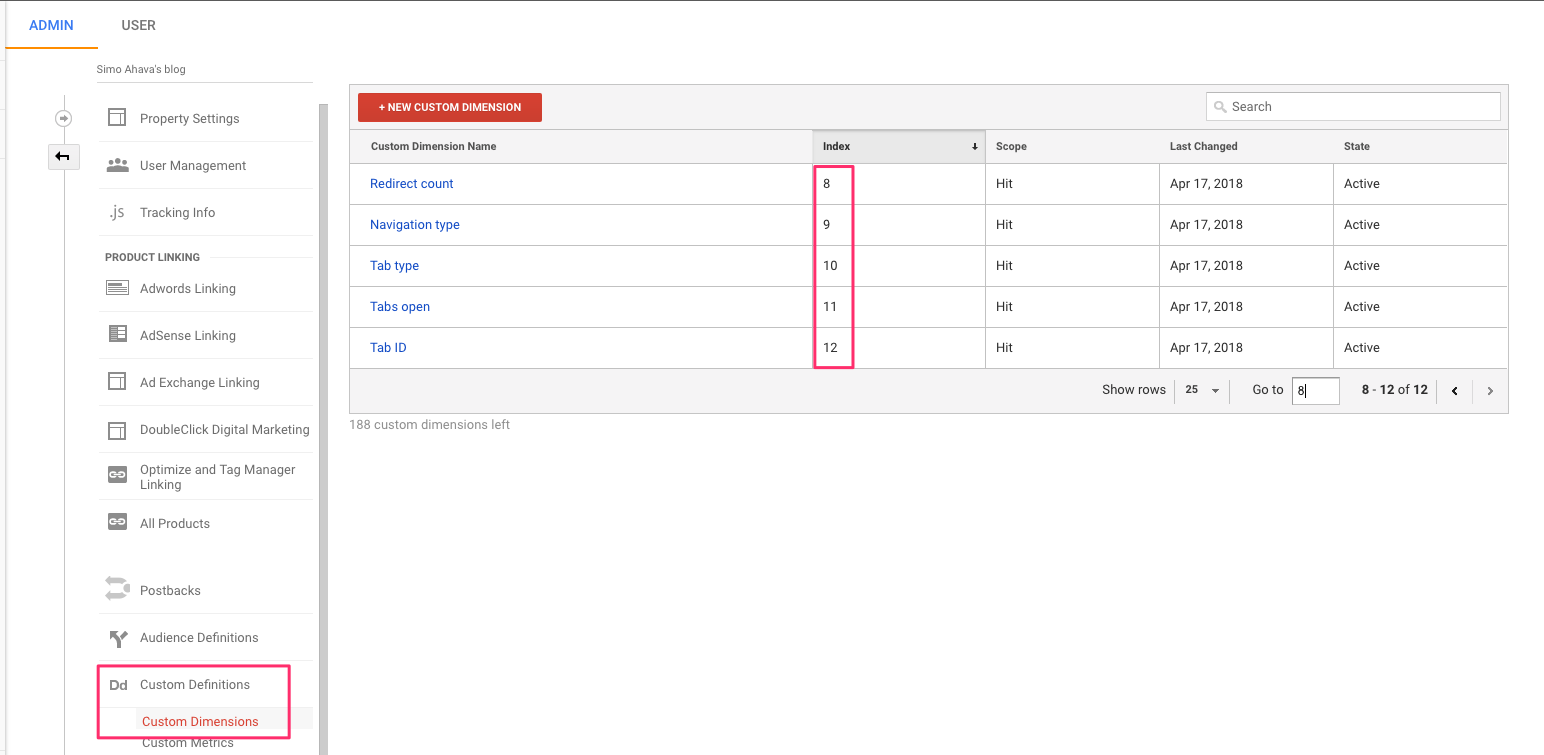 ADMIN USER
Simo Ahava's blog
Property Settings
User Management
.js Tracking Info
PRODUCT LINKING
Adwords Linking
AdSense Linking
Ad Exchange Linking
DoubleClick Digital Marketing
Optimize and Tag Manager
Linking
All Products
Postbacks
Audience Definitions
Dd Custom Definitions
Custom Dimensions
Custom Metrics
+ NEW CUSTOM DIMENSION Search
Custom Dimension Name Index Scope Last Changed State
Redirect count 8 Hit Apr 17, 2018 Active
Navigation type 9 Hit Apr 17, 2018 Active
Tab type 10 Hit Apr 17, 2018 Active
Tabs open 11 Hit Apr 17, 2018 Active
Tab ID 12 Hit Apr 17, 2018 Active
Show rows 25 Go to 8 8 - 12 of 12
188 custom dimensions left